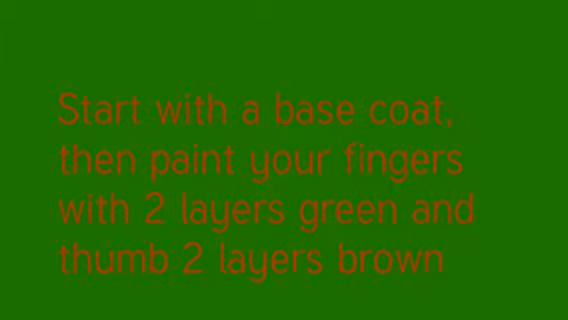 Start with a base coat,
then paint your fingers
with 2 layers green and
thumb 2 layers brown